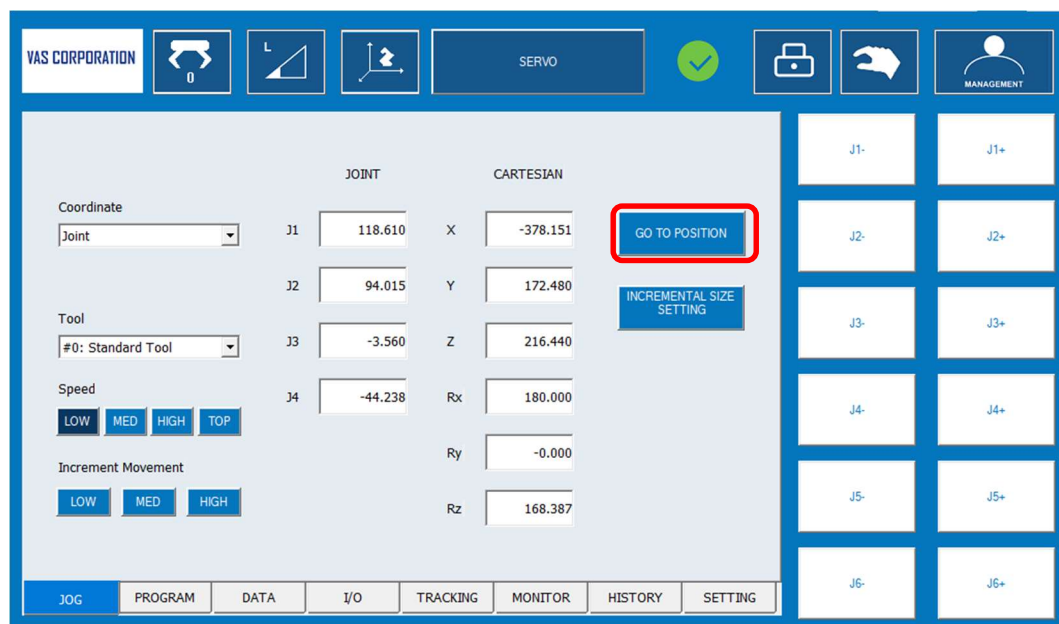 VAS CORPORATION
0
L
SERVO
MANAGEMENT
JOINT
CARTESIAN
Coordinate
Joint
J1
118.610
X
-378.151
GO TO POSITION
J2
94.015
Y
172.480
INCREMENTAL SIZE
SETTING
Tool
#0: Standard Tool
J3
-3.560
Z
216.440
Speed
LOW MED HIGH TOP
J4
-44.238
Rx
180.000
Ry
-0.000
Increment Movement
LOW MED HIGH
Rz
168.387
J1- J1+
J2- J2+
J3- J3+
J4- J4+
J5- J5+
J6- J6+
JOG PROGRAM DATA I/O TRACKING MONITOR HISTORY SETTING